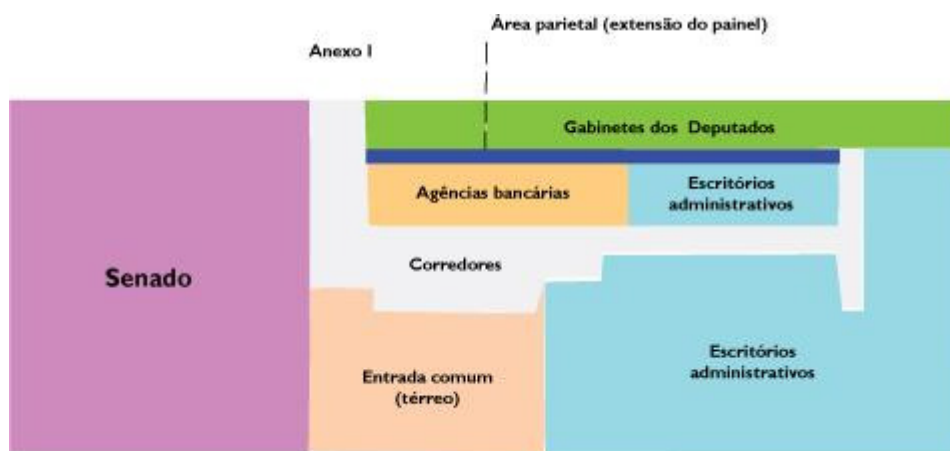 Área parietal (extensão do painel)
Anexo I
Gabinetes dos Deputados
Agências bancárias
Escritórios
administrativos
Corredores
Senado
Entrada comum
(térreo)
Escritórios
administrativos